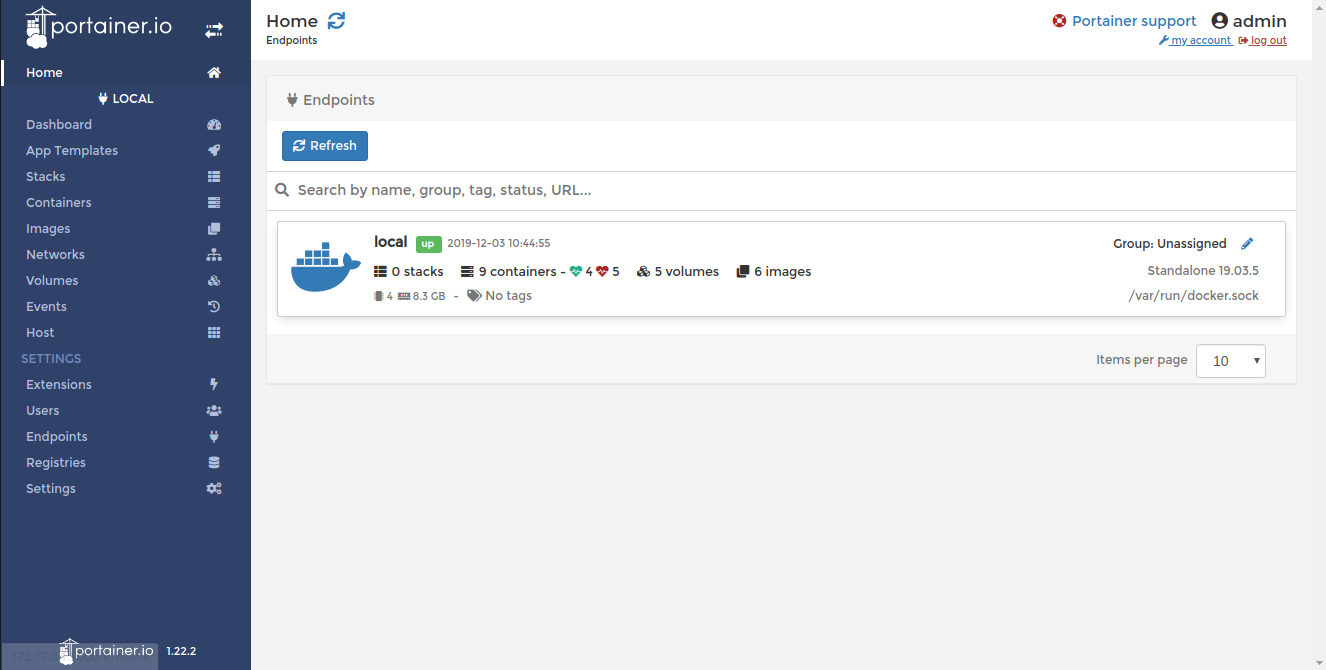 portainer.io
Home
LOCAL
Dashboard
App Templates
Stacks
Containers
Images
Networks
Volumes
Events
Host
SETTINGS
Extensions
Users
Endpoints
Registries
Settings
portainer.io 1.22.2
Home
Endpoints
Portainer support admin
my account log out
Endpoints
Refresh
Search by name, group, tag, status, URL...
local up 2019-12-03 10:44:55
Group: Unassigned
0 stacks 9 containers - 4 5 5 volumes 6 images
Standalone 19.03.5
4 8.3 GB - No tags
/var/run/docker.sock
Items per page 10